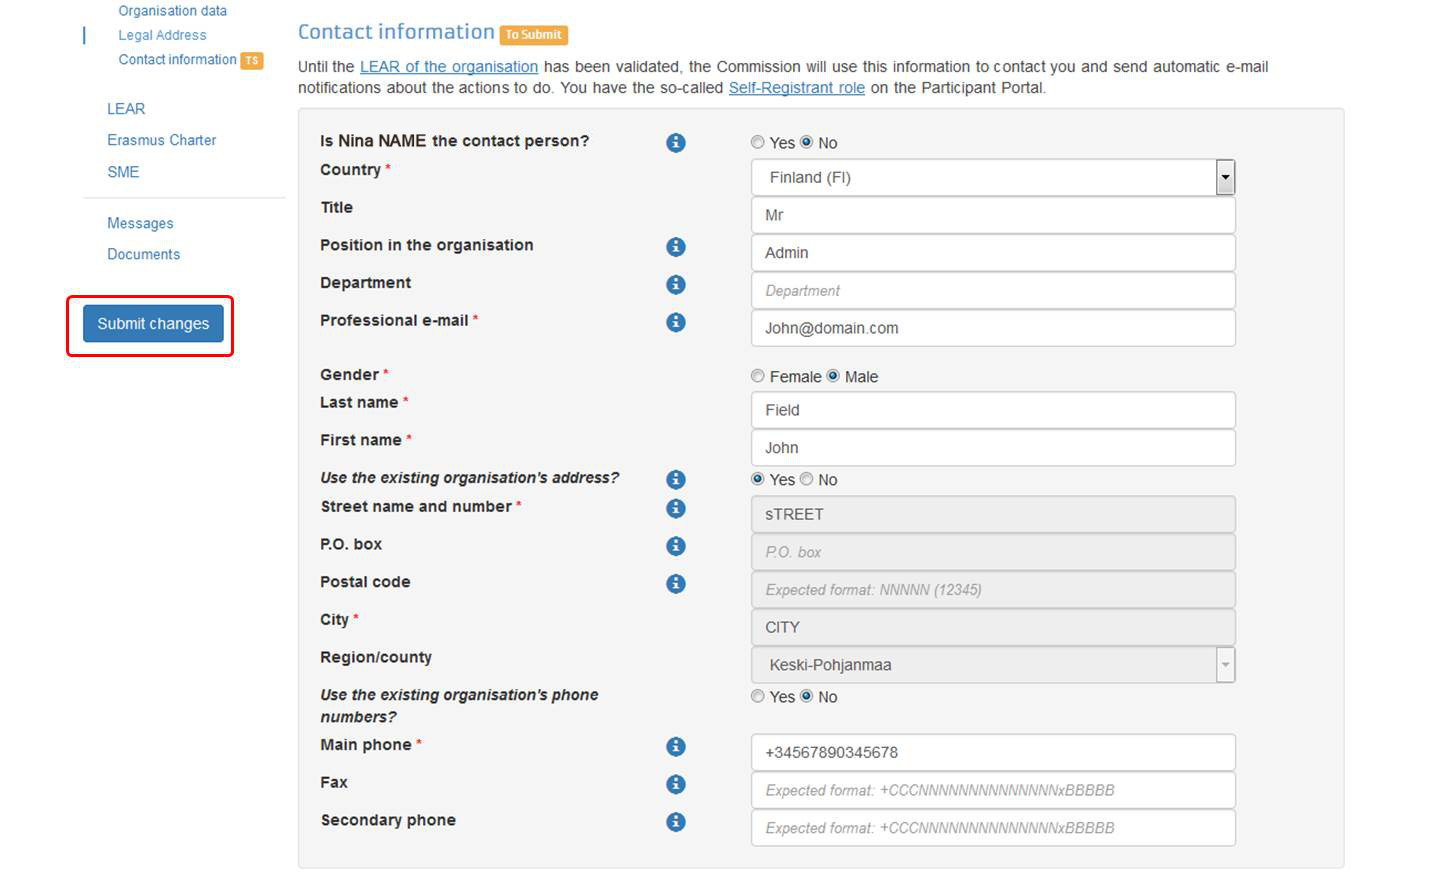 Organisation data
Legal Address
Contact information TS
LEAR
Erasmus Charter
SME
Messages
Documents
Submit changes
Contact information To Submit
Until the LEAR of the organisation has been validated, the Commission will use this information to contact you and send automatic e-mail
notifications about the actions to do. You have the so-called Self-Registrant role on the Participant Portal.
Is Nina NAME the contact person? Yes No
Country * Finland (FI)
Title Mr
Position in the organisation Admin
Department Department
Professional e-mail * John@domain.com
Gender * Female Male
Last name * Field
First name * John
Use the existing organisation's address? Yes No
Street name and number * sTREET
P.O. box P.O. box
Postal code Expected format: NNNNN (12345)
City * CITY
Region/county Keski-Pohjanmaa
Use the existing organisation's phone Yes No
numbers?
Main phone * +34567890345678
Fax Expected format: +CCCNNNNNNNNNNNNNNxBBBBB
Secondary phone Expected format: +CCCNNNNNNNNNNNNNNxBBBBB